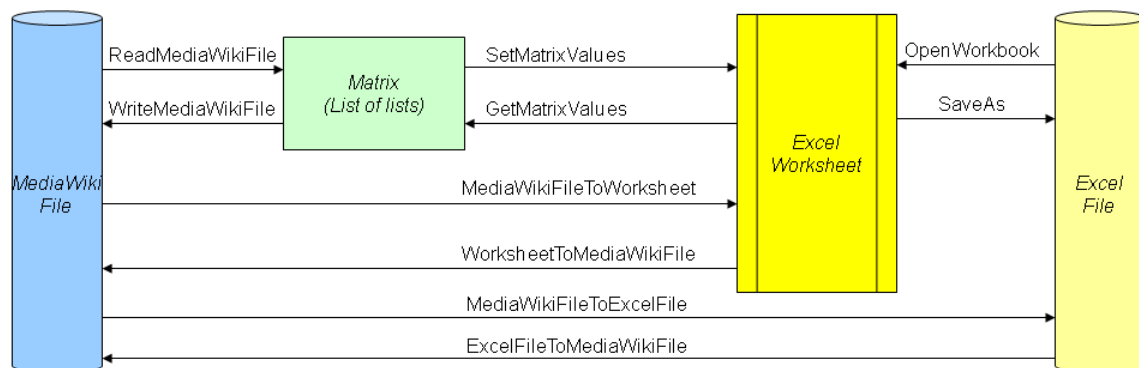 ReadMediaWikiFile
SetMatrixValues
OpenWorkbook
Matrix
(List of lists)
WriteMediaWikiFile
GetMatrixValues
SaveAs
Excel
Worksheet
MediaWiki
File
MediaWikiFileToWorksheet
Excel
File
WorksheetToMediaWikiFile
MediaWikiFileToExcelFile
ExcelFileToMediaWikiFile